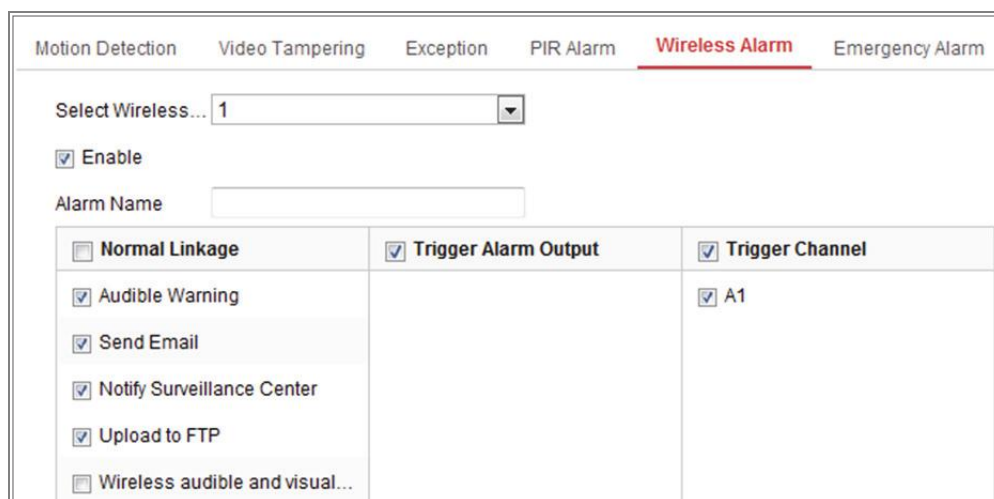 Motion Detection Video Tampering Exception PIR Alarm Wireless Alarm Emergency Alarm
Select Wireless... 1
Enable
Alarm Name
Normal Linkage Trigger Alarm Output Trigger Channel
Audible Warning A1
Send Email
Notify Surveillance Center
Upload to FTP
Wireless audible and visual...